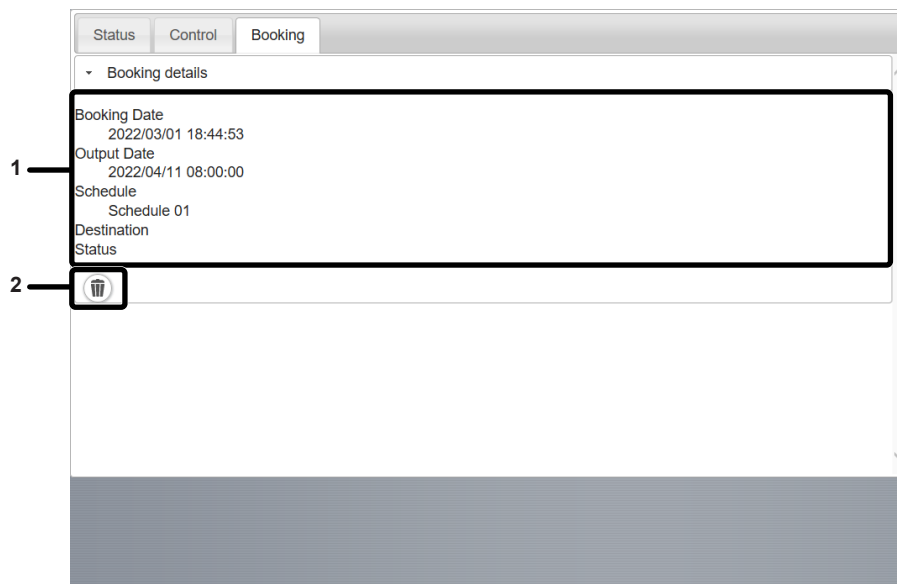 Status Control Booking
Booking details
Booking Date
2022/03/01 18:44:53
Output Date
1
2022/04/11 08:00:00
Schedule
Schedule 01
Destination
Status
2